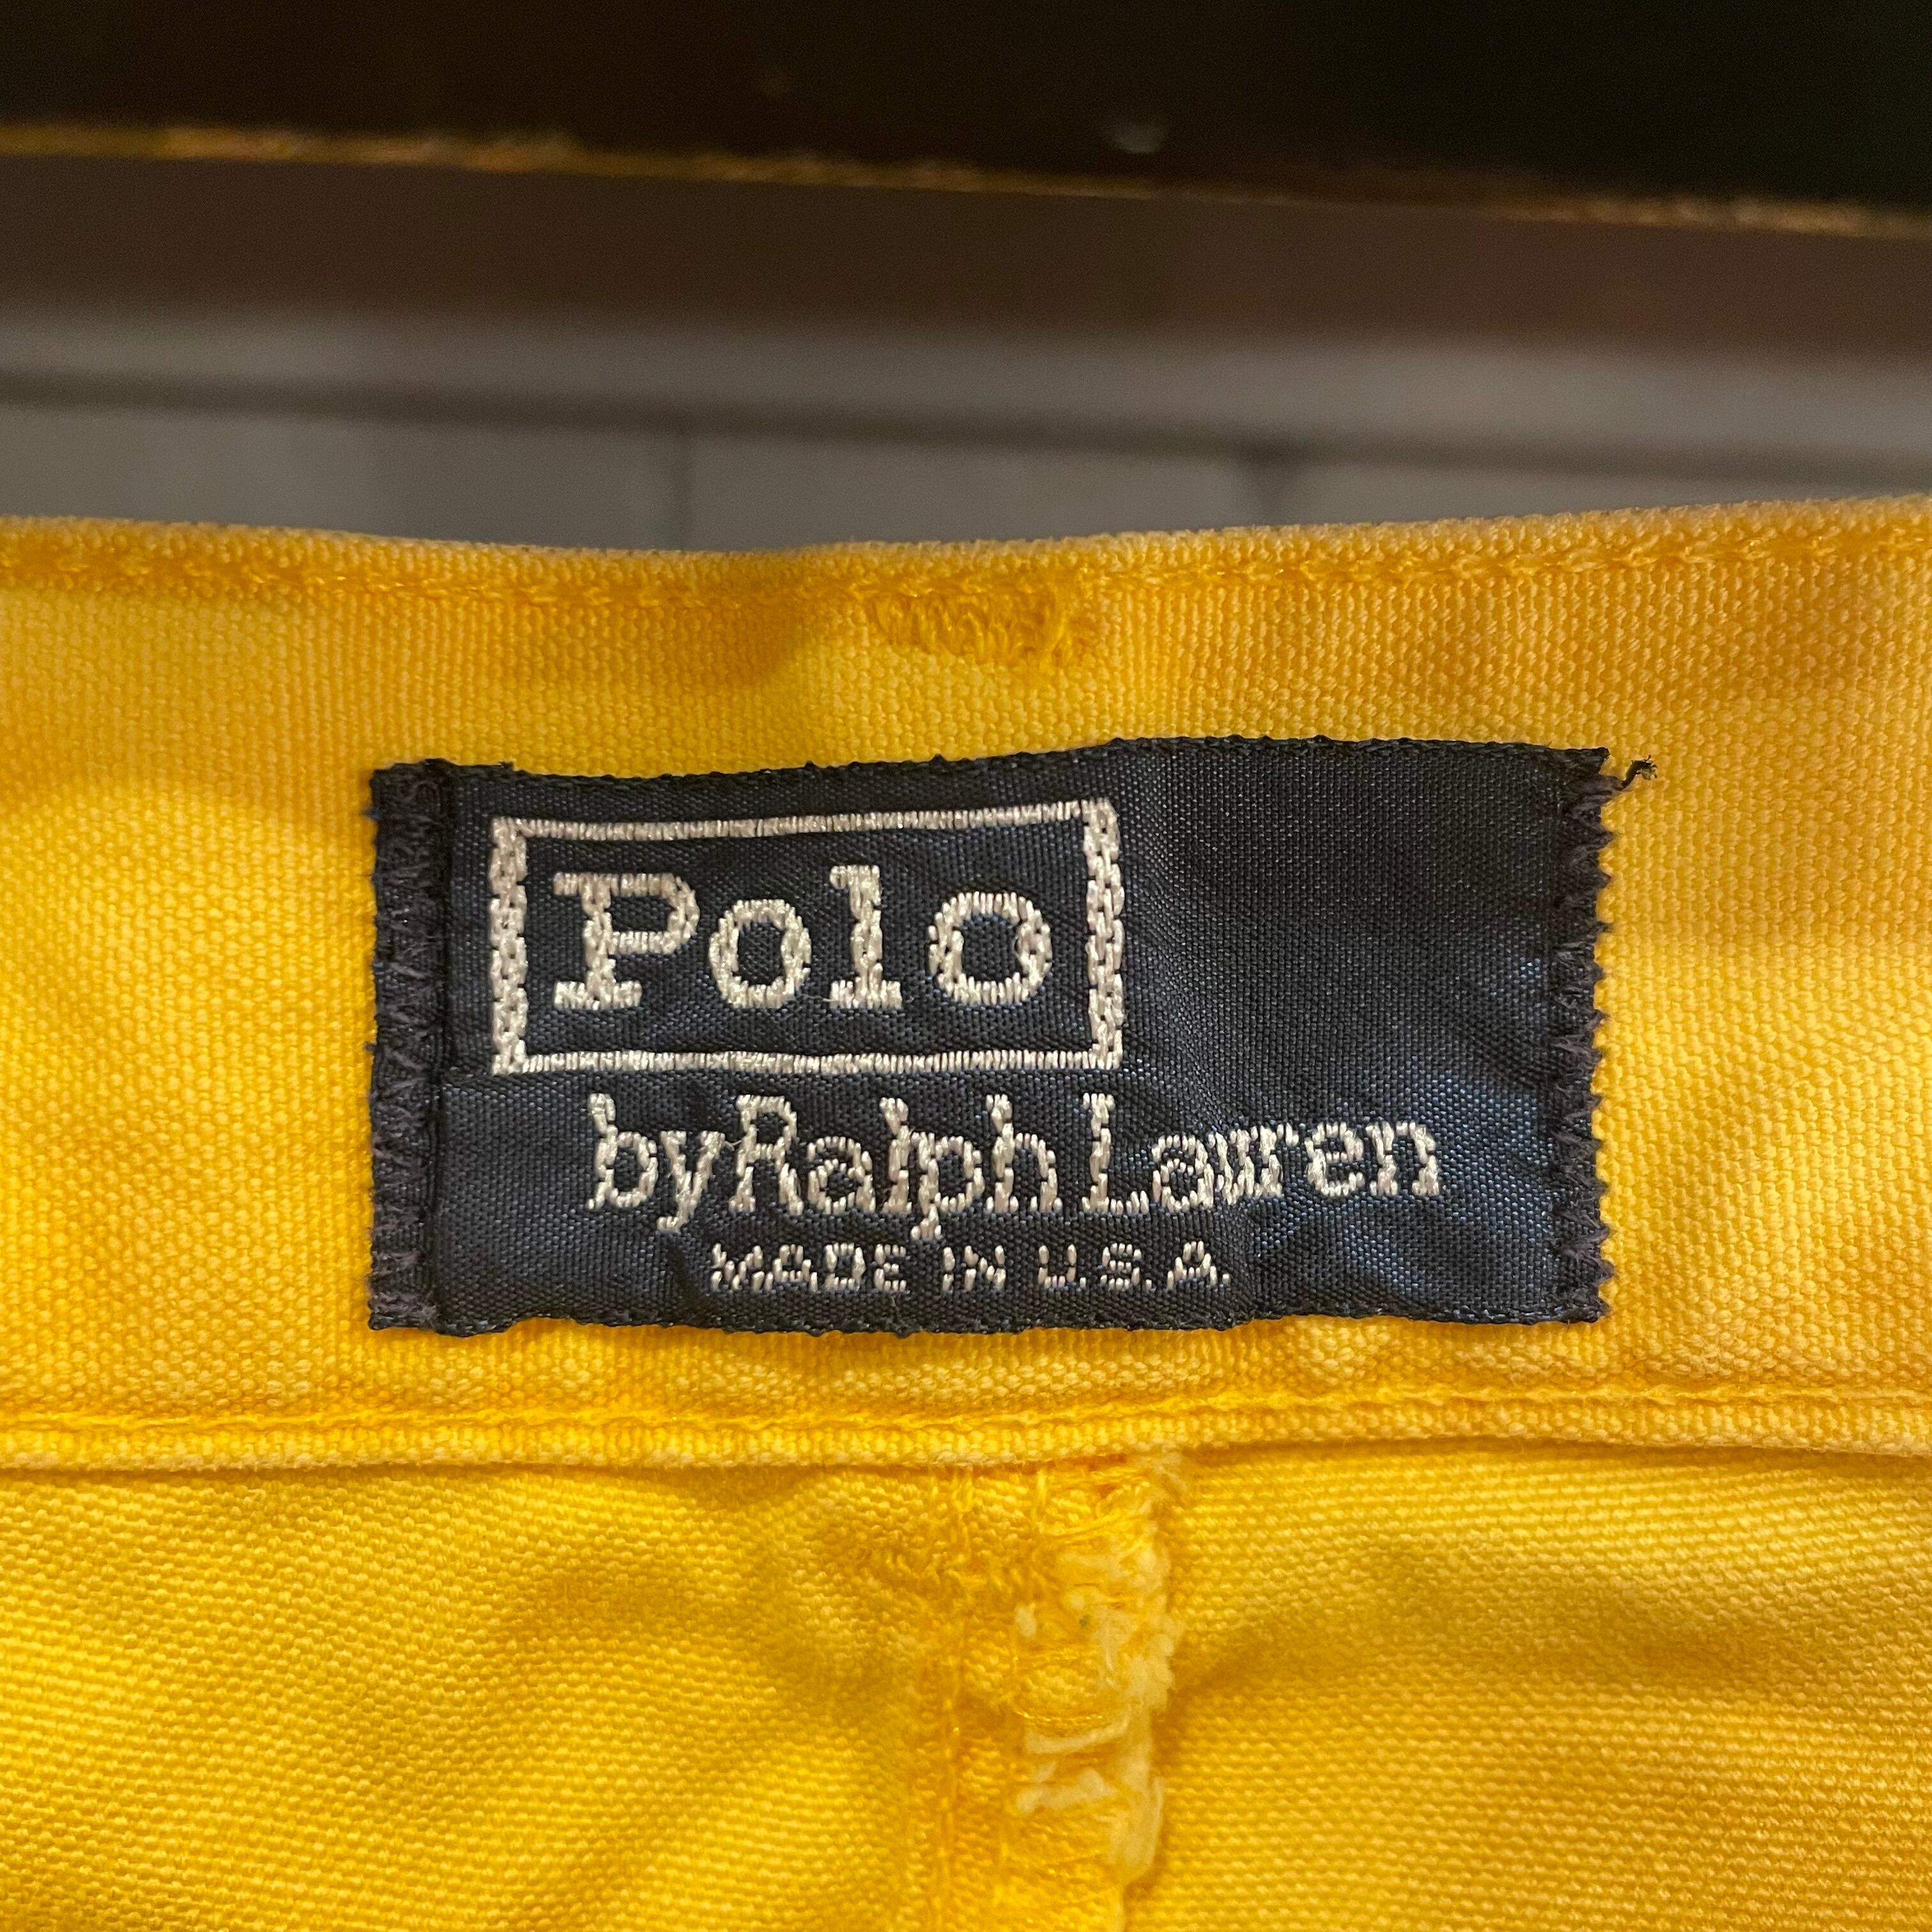 Polo
by Ralph Lauren
MADE IN U.S.A.